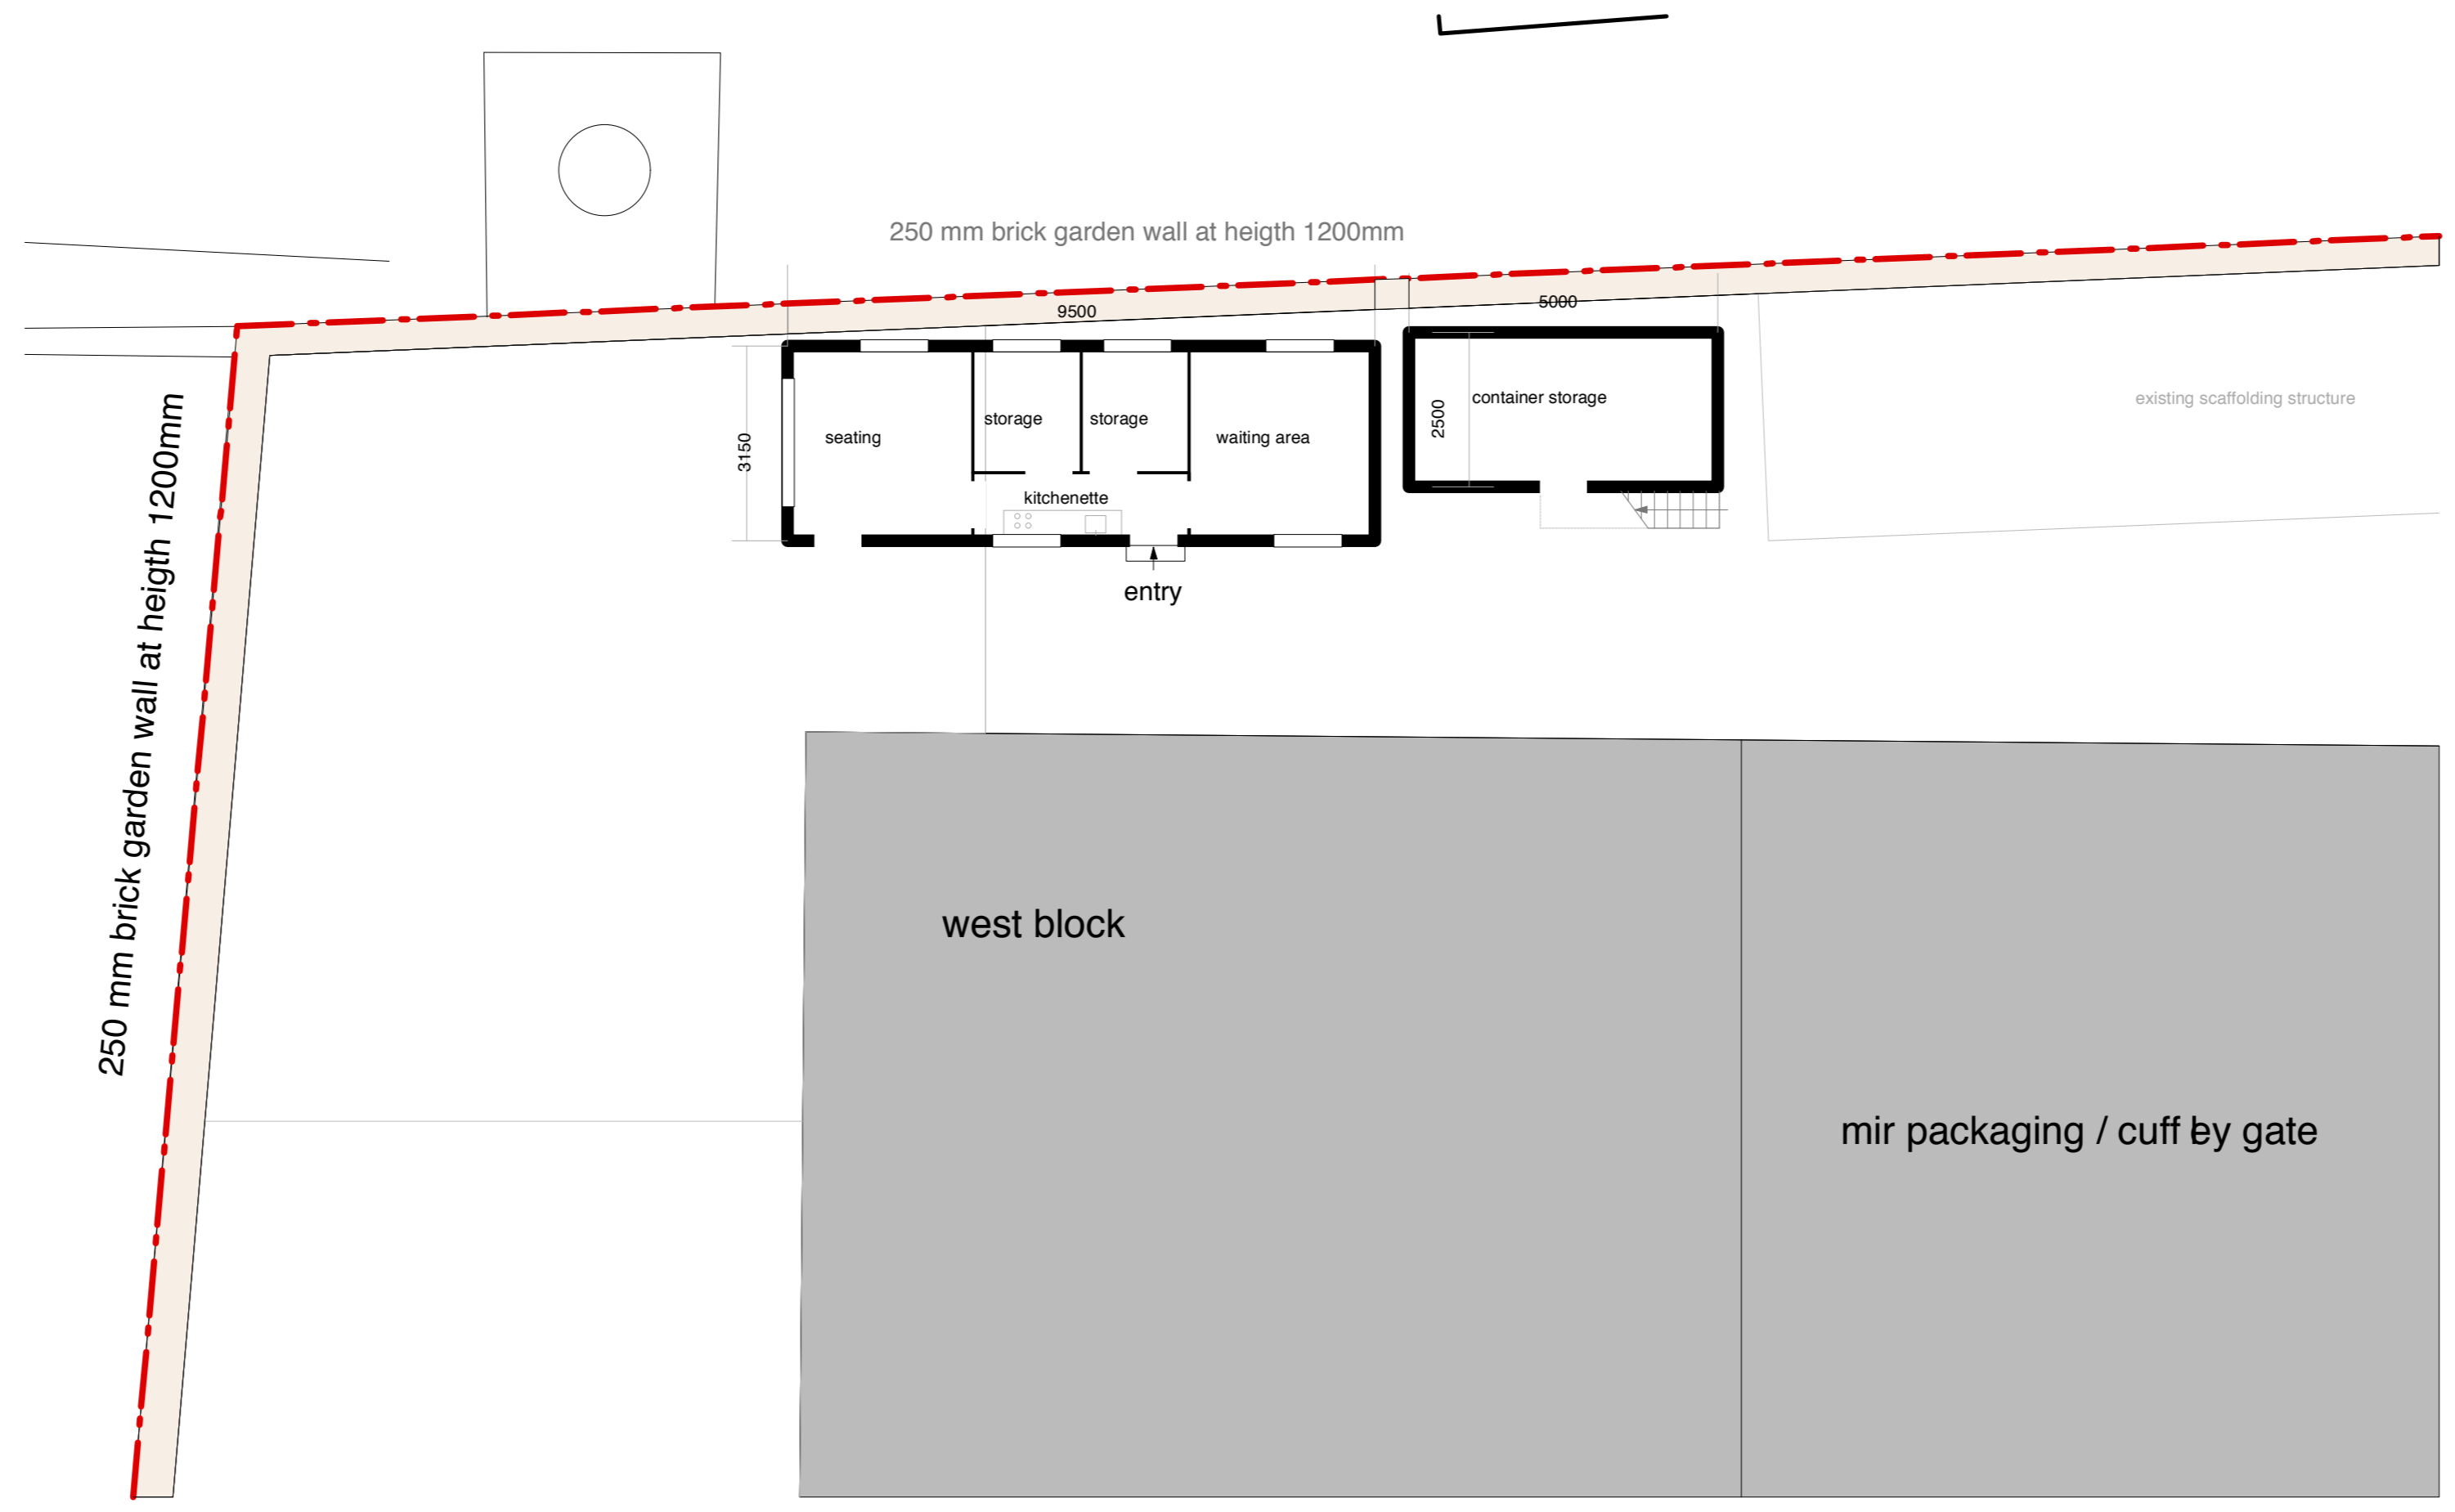 250 mm brick garden wall at heigth 1200mm
9500
5000
existing scaffolding structure
container storage
2500
storage
storage
seating
waiting area
3150
kitchenette
entry
250 mm brick garden wall at heigth 1200mm
west block
mir packaging / cuff by gate